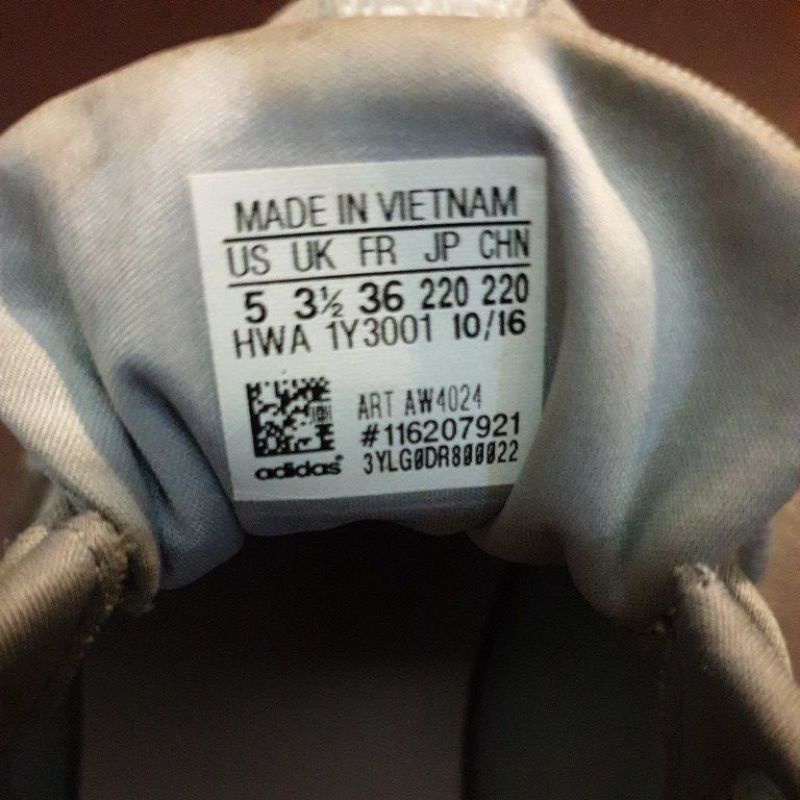 MADE IN VIETNAM
US UK FR JP CHN
5 3½ 36 220 220
HWA 1Y3001 10/16
ART AW4024
#116207921
adidas 3YLG0DR800022